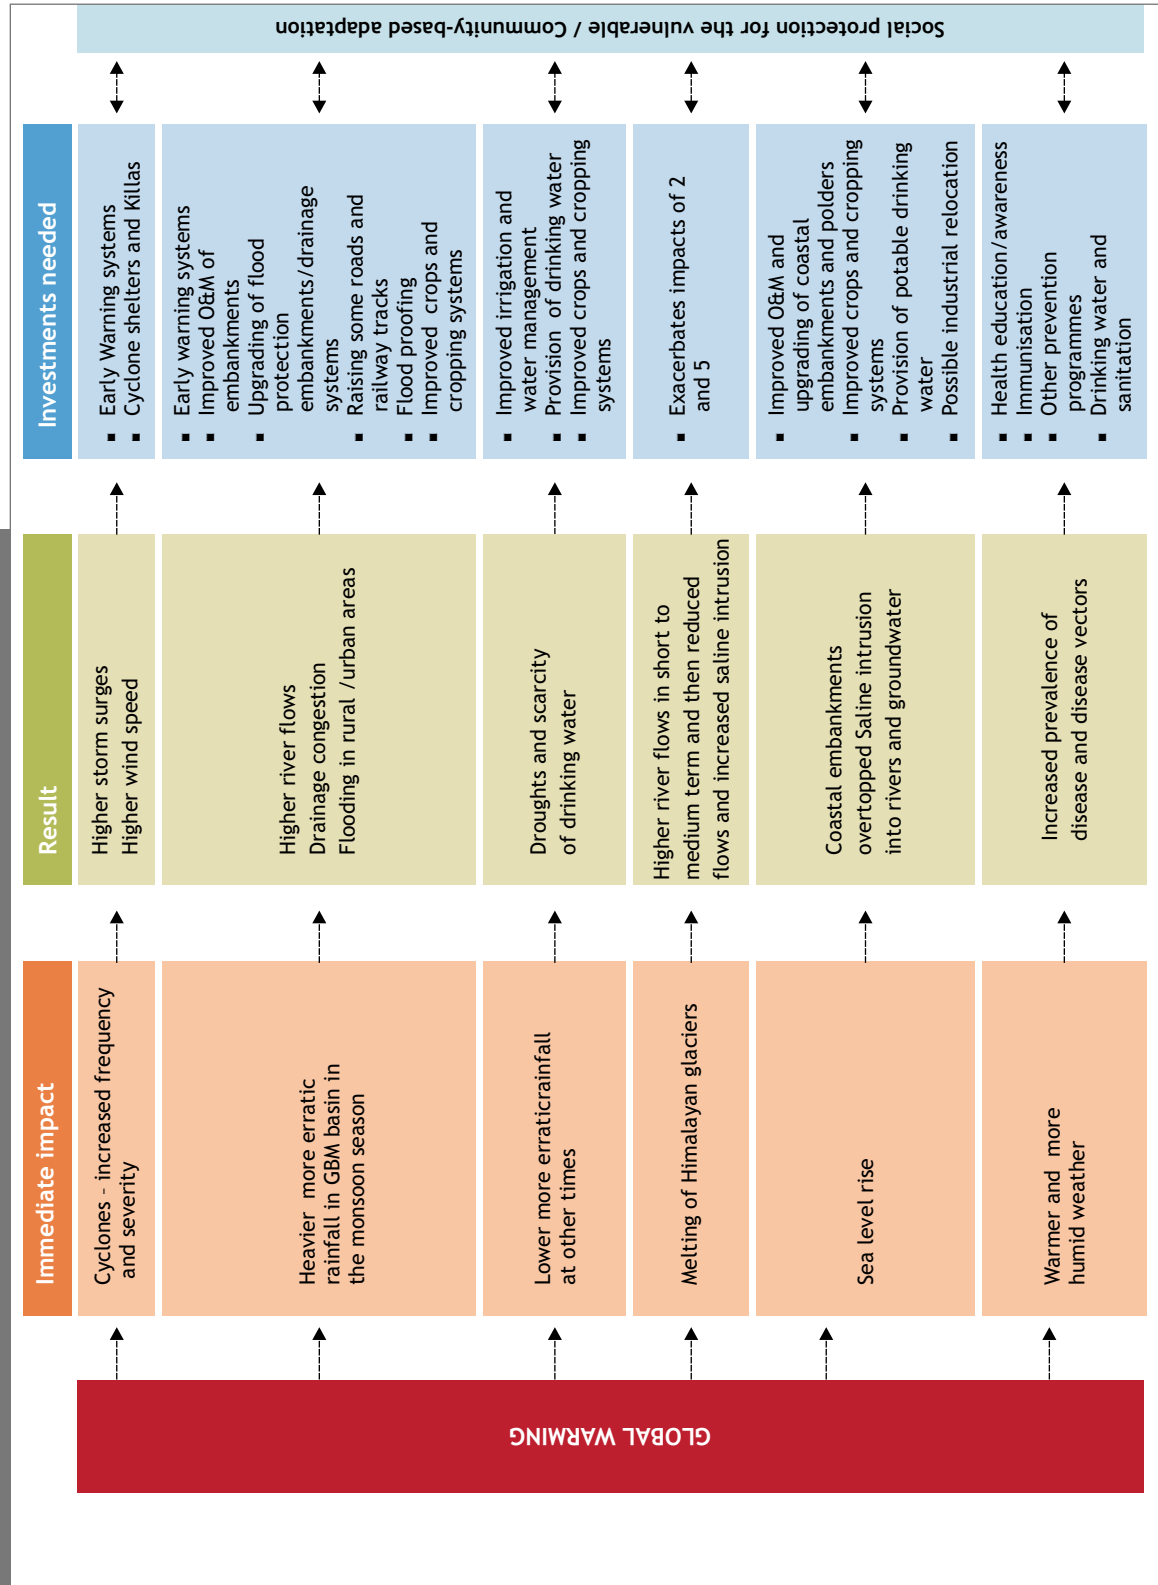 GLOBAL WARMING
Immediate impact
Result
Investments needed
Cyclones - increased frequency
and severity
Higher storm surges
Higher wind speed
▪ Early Warning systems
▪ Cyclone shelters and Killas
Heavier more erratic
rainfall in GBM basin in
the monsoon season
Higher river flows
Drainage congestion
Flooding in rural /urban areas
▪ Early warning systems
▪ Improved O&M of
embankments
▪ Upgrading of flood
protection
embankments/drainage
systems
▪ Raising some roads and
railway tracks
▪ Flood proofing
▪ Improved crops and
cropping systems
Lower more erraticrainfall
at other times
Droughts and scarcity
of drinking water
▪ Improved irrigation and
water management
▪ Provision of drinking water
▪ Improved crops and cropping
systems
Melting of Himalayan glaciers
Higher river flows in short to
medium term and then reduced
flows and increased saline intrusion
▪ Exacerbates impacts of 2
and 5
Sea level rise
Coastal embankments
overtopped Saline intrusion
into rivers and groundwater
▪ Improved O&M and
upgrading of coastal
embankments and polders
▪ Improved crops and cropping
systems
▪ Provision of potable drinking
water
▪ Possible industrial relocation
Warmer and more
humid weather
Increased prevalence of
disease and disease vectors
▪ Health education/awareness
▪ Immunisation
▪ Other prevention
programmes
▪ Drinking water and
sanitation
Social protection for the vulnerable / Community-based adaptation